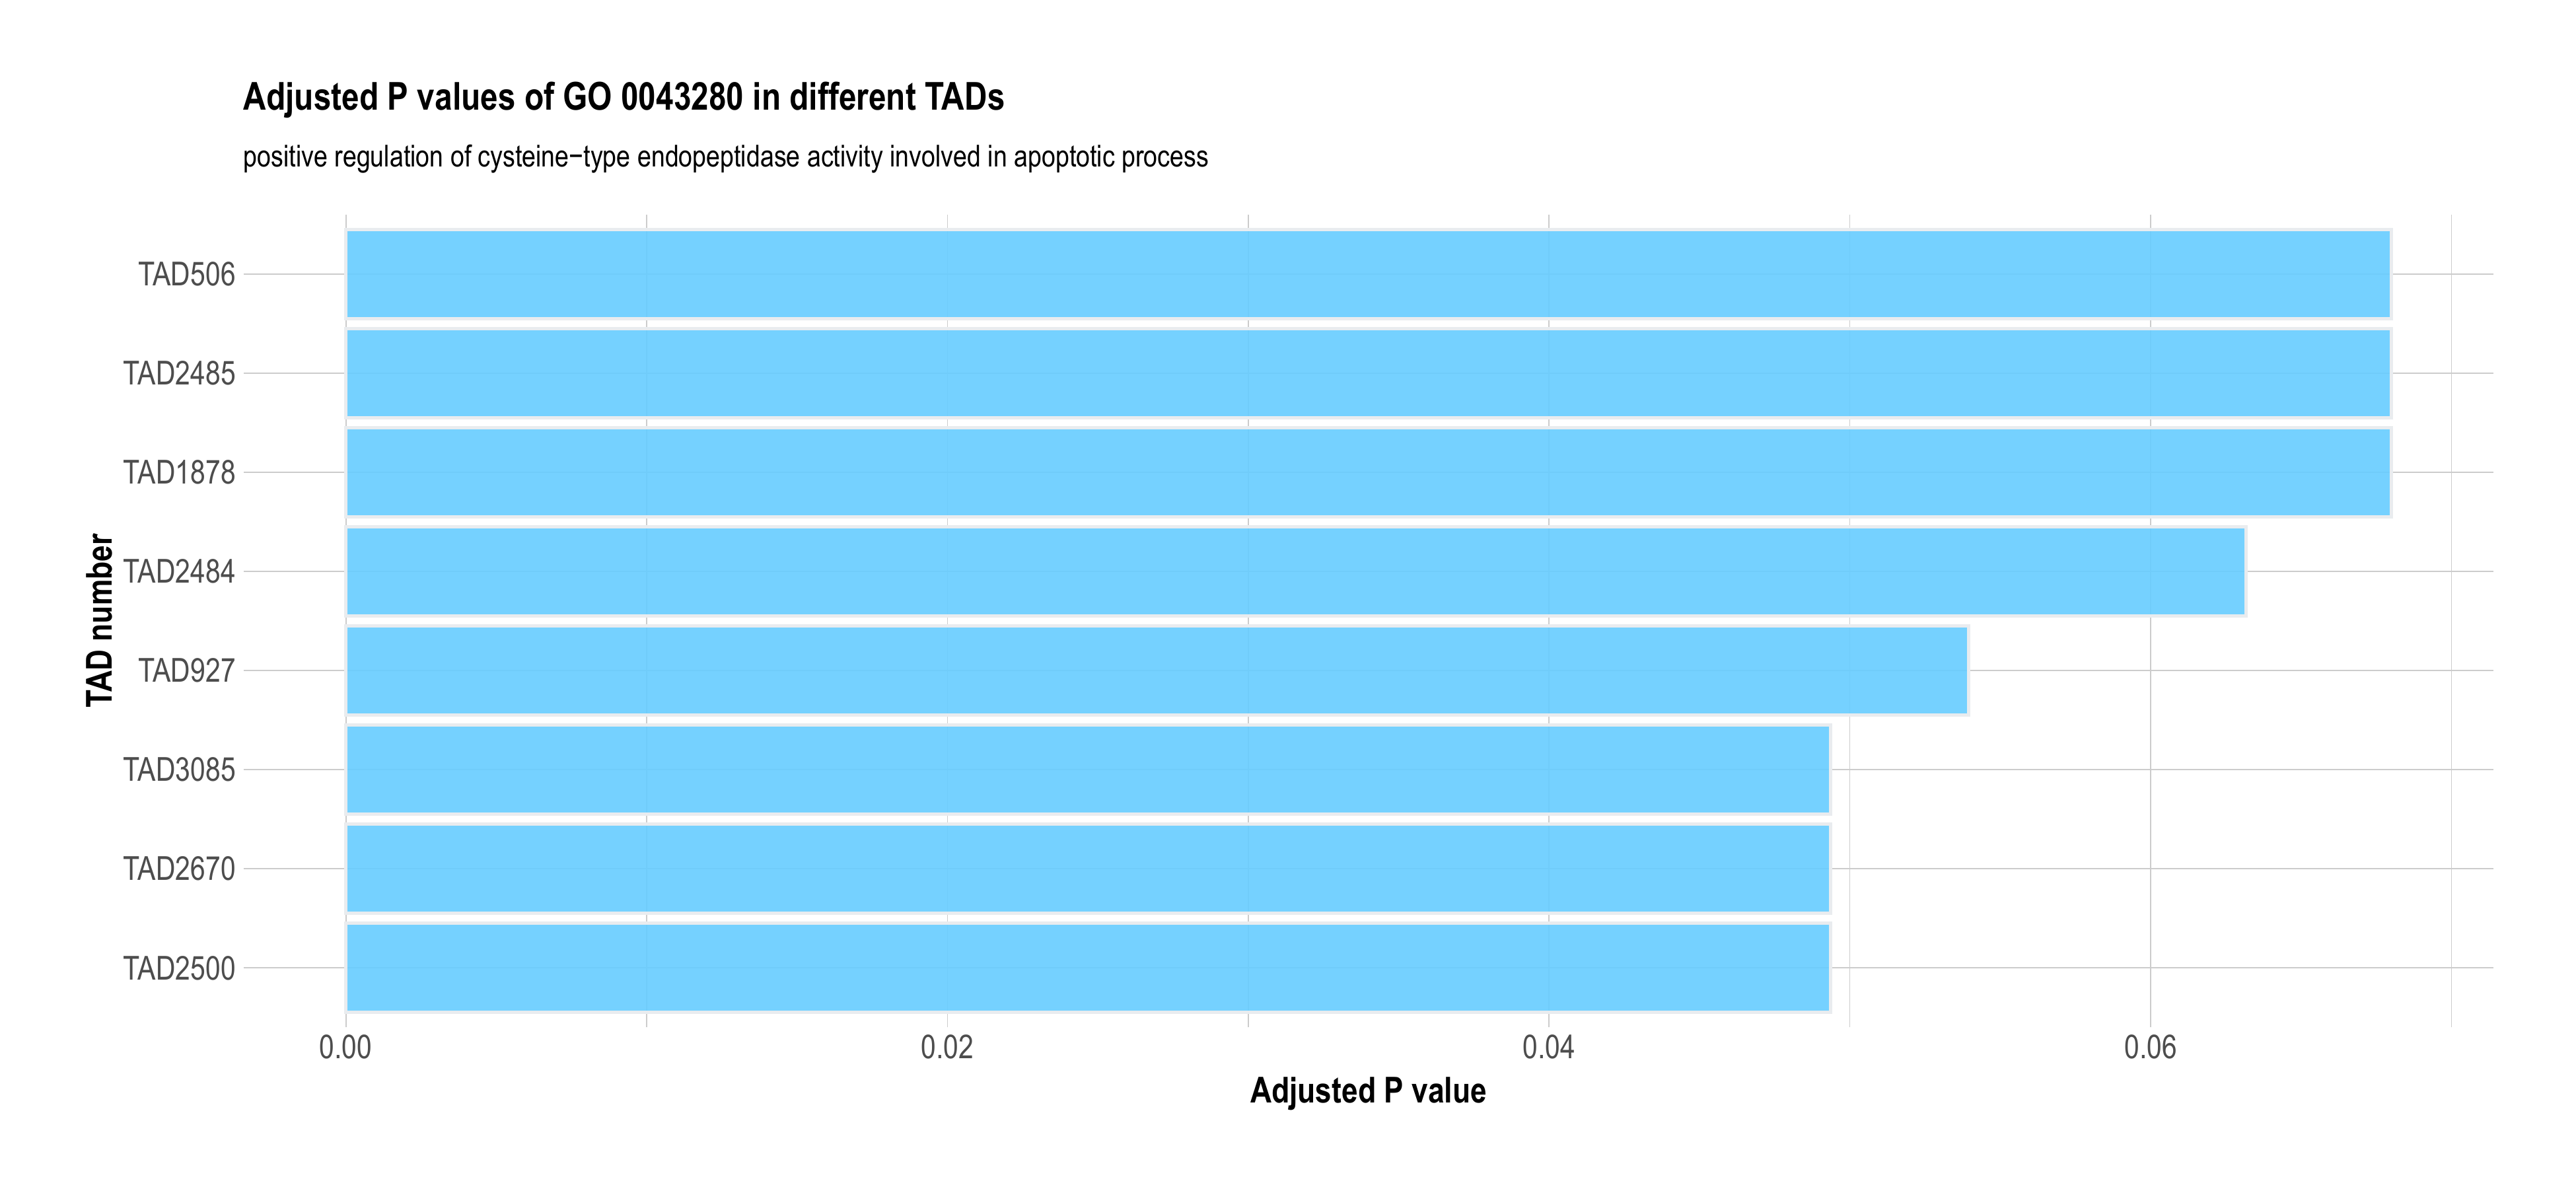 Adjusted P values of GO 0043280 in different TADs
positive regulation of cysteine−type endopeptidase activity involved in apoptotic process
TAD number
TAD506
TAD2485
TAD1878
TAD2484
TAD927
TAD3085
TAD2670
TAD2500
0.00 0.02 0.04 0.06
Adjusted P value